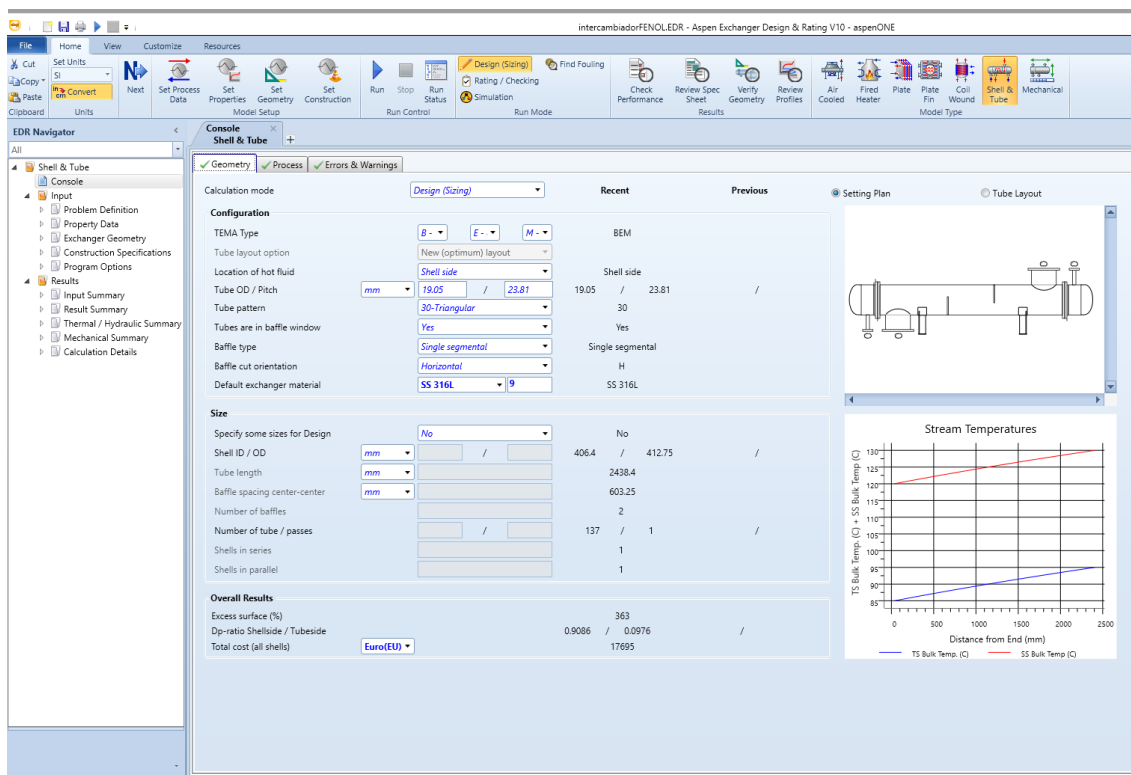 intercambiadorFENOL.EDR - Aspen Exchanger Design & Rating V10 - aspenONE
File Home View Customize Resources
Cut
Copy
Paste
Clipboard
Set Units
SI
Convert
Units
Next
Set Process Data
Set Properties
Set Geometry
Set Construction
Model Setup
Run
Stop
Run Status
Run Control
Design (Sizing)
Rating / Checking
Simulation
Find Fouling
Run Mode
Check Performance
Review Spec Sheet
Verify Geometry
Review Profiles
Results
Air Cooled
Fired Heater
Plate
Plate Fin
Coil Wound
Shell & Tube
Mechanical
Model Type
EDR Navigator
All
Shell & Tube
Console
Input
Problem Definition
Property Data
Exchanger Geometry
Construction Specifications
Program Options
Results
Input Summary
Result Summary
Thermal / Hydraulic Summary
Mechanical Summary
Calculation Details
Console
Shell & Tube
Geometry Process Errors & Warnings
Calculation mode Design (Sizing) Recent Previous
Configuration
TEMA Type B - E - M - BEM
Tube layout option New (optimum) layout
Location of hot fluid Shell side Shell side
Tube OD / Pitch mm 19.05 / 23.81 19.05 / 23.81 /
Tube pattern 30-Triangular 30
Tubes are in baffle window Yes Yes
Baffle type Single segmental Single segmental
Baffle cut orientation Horizontal H
Default exchanger material SS 316L 9 SS 316L
Size
Specify some sizes for Design No No
Shell ID / OD mm / 406.4 / 412.75 /
Tube length mm 2438.4
Baffle spacing center-center mm 603.25
Number of baffles 2
Number of tube / passes / 137 / 1 /
Shells in series 1
Shells in parallel 1
Overall Results
Excess surface (%) 363
Dp-ratio Shellside / Tubeside 0.9086 / 0.0976 /
Total cost (all shells) Euro(EU) 17695
Setting Plan Tube Layout
Stream Temperatures
TS Bulk Temp. (C) + SS Bulk Temp (C)
130
125
120
115
110
105
100
95
90
85
0 500 1000 1500 2000 2500
Distance from End (mm)
TS Bulk Temp. (C) SS Bulk Temp (C)